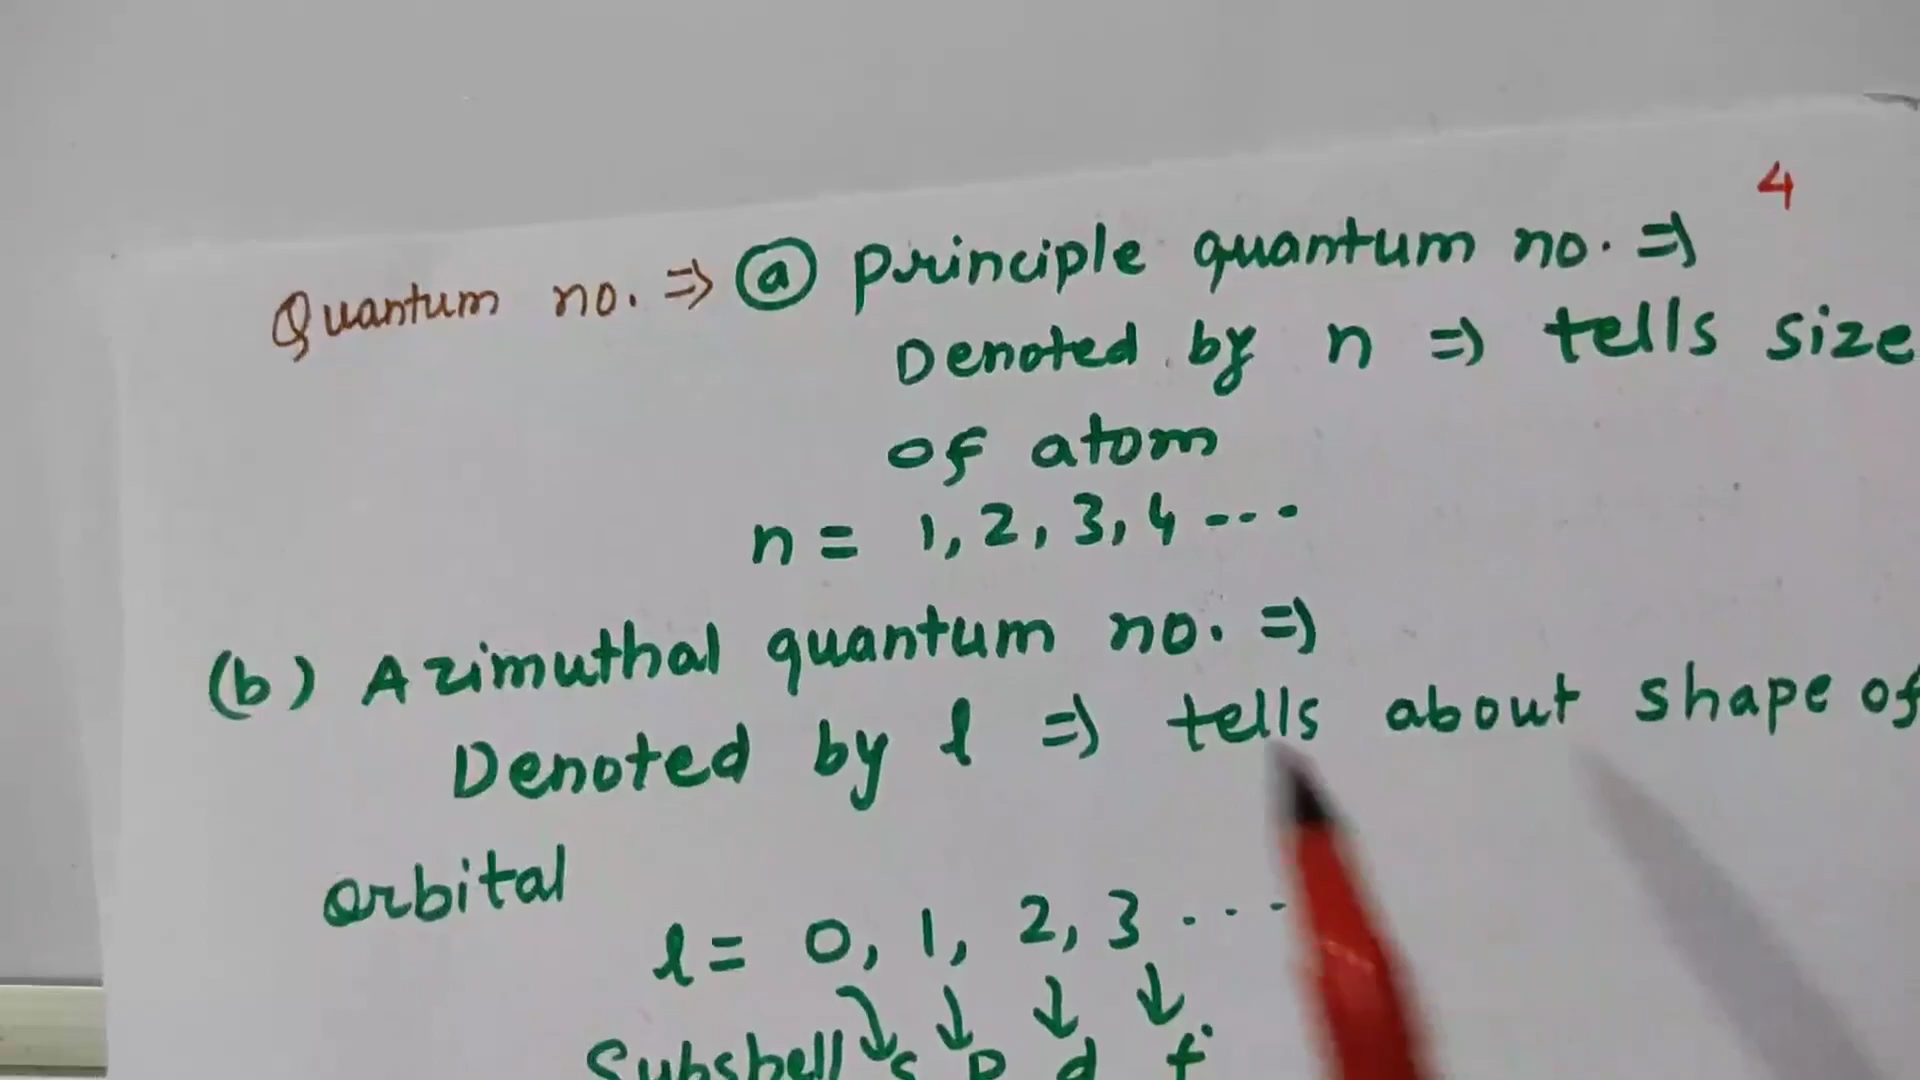 4
Quantum no. ⇒ (a) Principle quantum no. ⇒
Denoted by n ⇒ tells size
of atom
n = 1, 2, 3, 4 ---
(b) Azimuthal quantum no. ⇒
Denoted by l ⇒ tells about shape of
orbital
l = 0, 1, 2, 3 ...
↓ ↓ ↓ ↓
Subshell s p d f